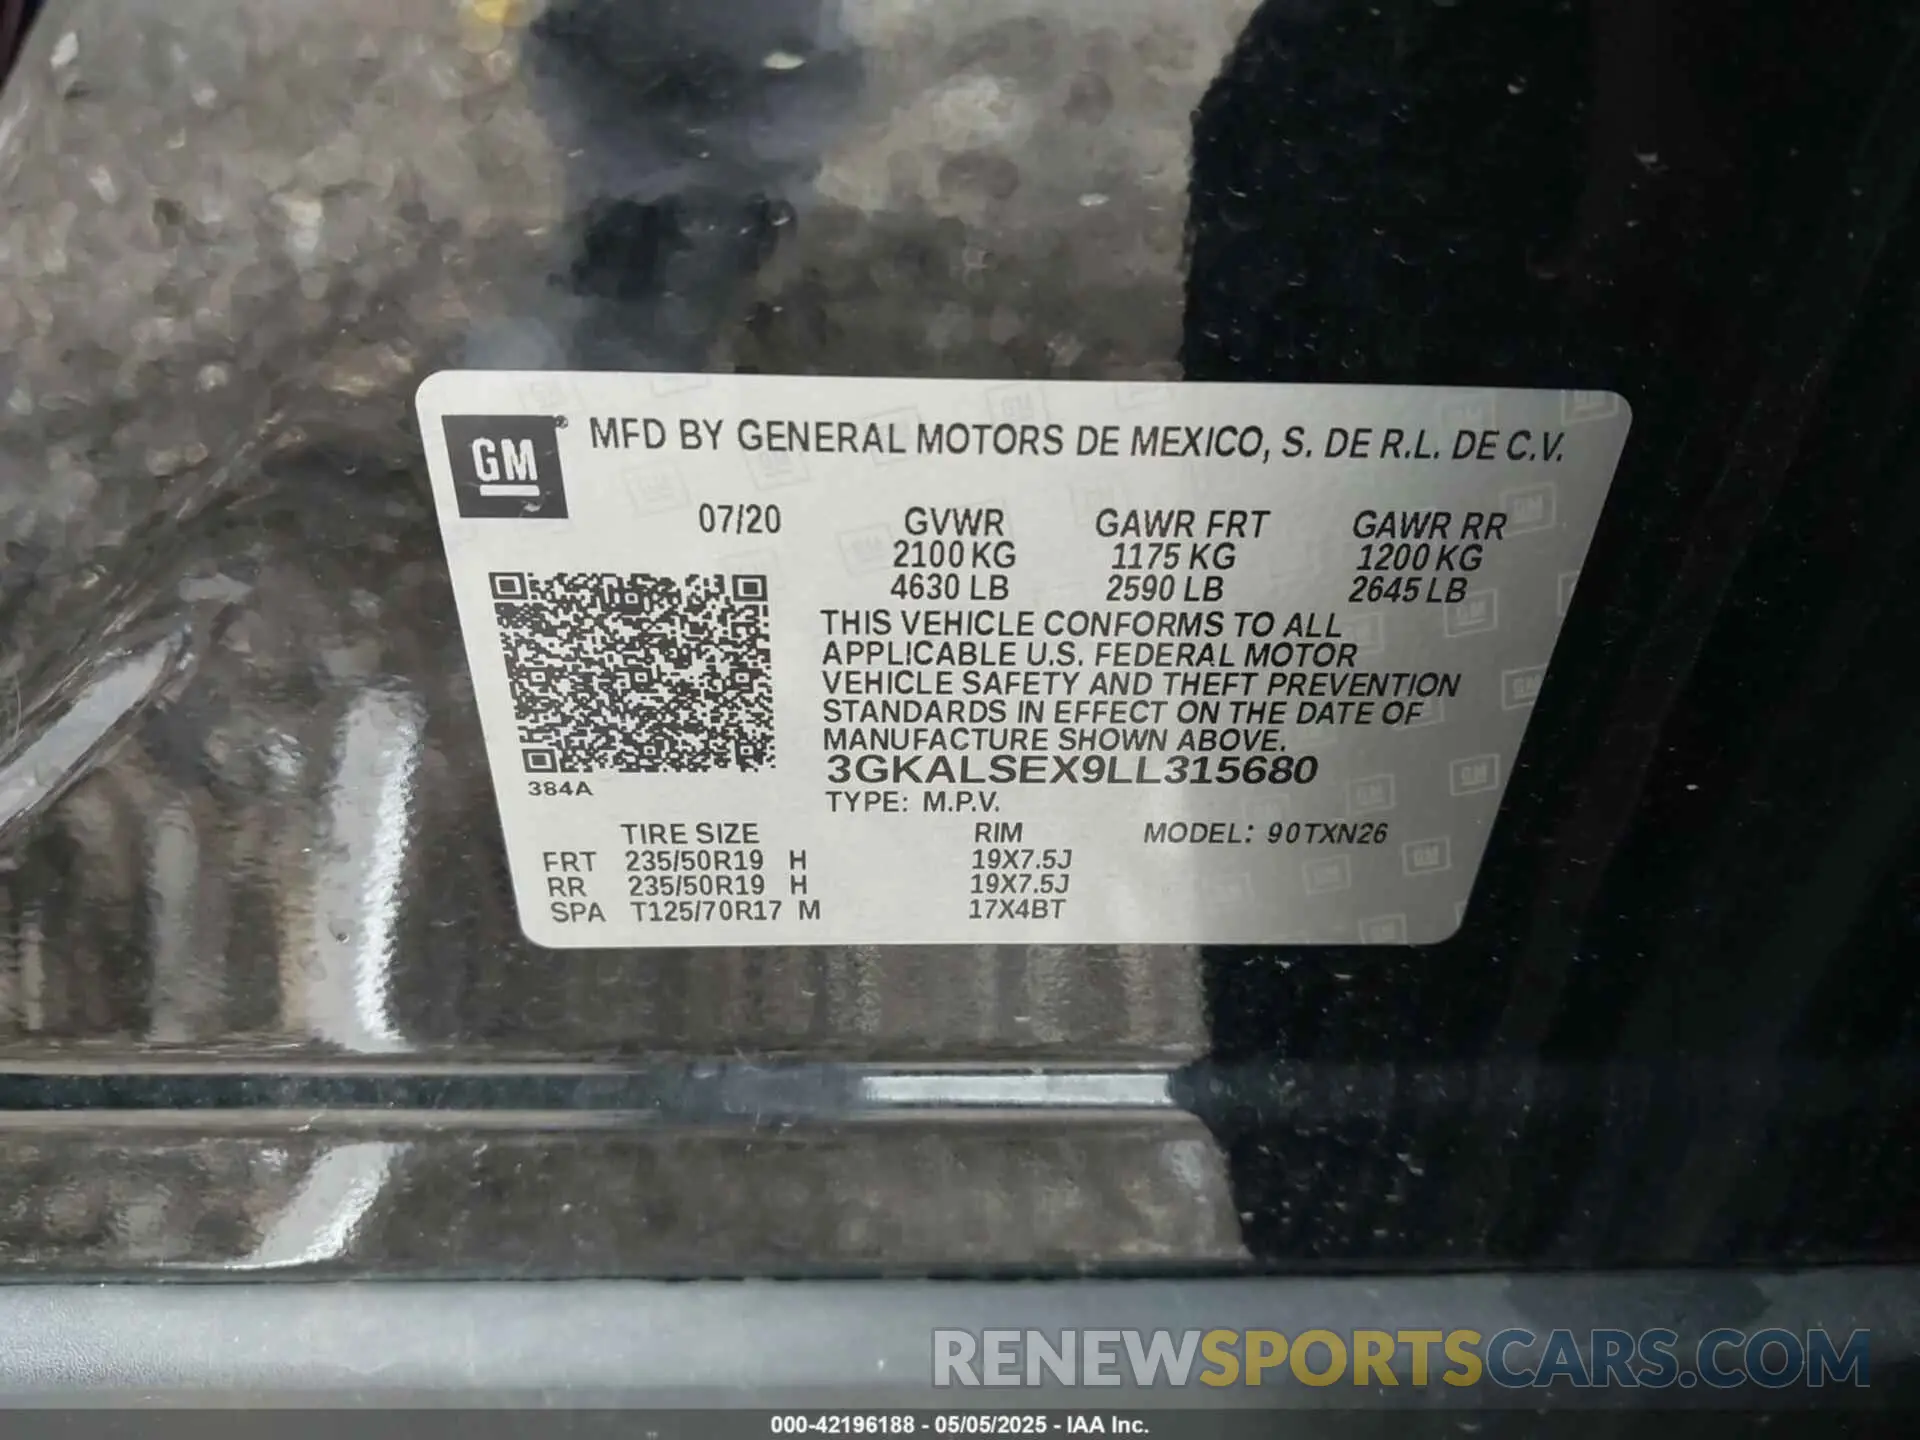 GM® MFD BY GENERAL MOTORS DE MEXICO, S. DE R.L. DE C.V.
07/20 GVWR GAWR FRT GAWR RR
2100 KG 1175 KG 1200 KG
4630 LB 2590 LB 2645 LB
THIS VEHICLE CONFORMS TO ALL
APPLICABLE U.S. FEDERAL MOTOR
VEHICLE SAFETY AND THEFT PREVENTION
STANDARDS IN EFFECT ON THE DATE OF
MANUFACTURE SHOWN ABOVE.
3GKALSEX9LL315680
384A
TYPE: M.P.V.
TIRE SIZE RIM MODEL: 90TXN26
FRT 235/50R19 H 19X7.5J
RR 235/50R19 H 19X7.5J
SPA T125/70R17 M 17X4BT
RENEWSPORTSCARS.COM
000-42196188 - 05/05/2025 - IAA Inc.